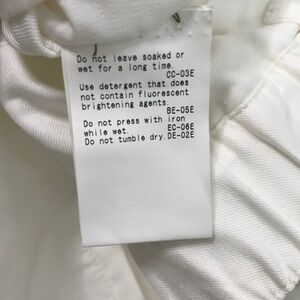 Do not leave soaked or
wet for a long time.
CC-03E
Use detergent that does
not contain fluorescent
brightening agents.
BE-05E
Do not press with iron
while wet. EC-06E
Do not tumble dry. DE-02E